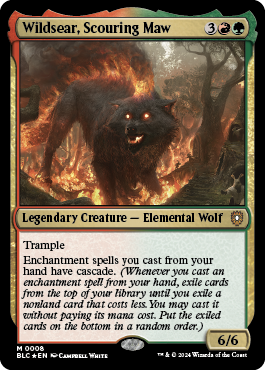 Wildsear, Scouring Maw 3
Legendary Creature — Elemental Wolf
Trample
Enchantment spells you cast from your
hand have cascade. (Whenever you cast an
enchantment spell from your hand, exile cards
from the top of your library until you exile a
nonland card that costs less. You may cast it
without paying its mana cost. Put the exiled
cards on the bottom in a random order.)
6/6
M 0008
BLC ★ EN Campbell White
™ & © 2024 Wizards of the Coast